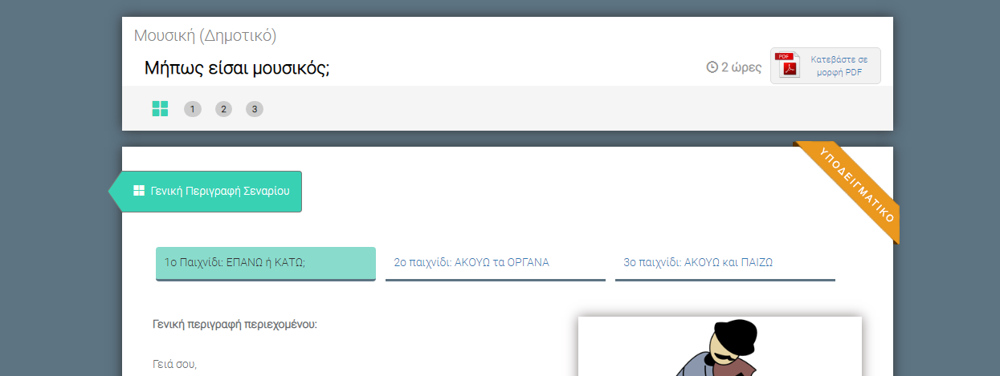 Μουσική (Δημοτικό)
Μήπως είσαι μουσικός;
2 ώρες
PDF
Κατεβάστε σε
μορφή PDF
1 2 3
ΥΠΟΔΕΙΓΜΑΤΙΚΟ
Γενική Περιγραφή Σεναρίου
1ο Παιχνίδι: ΕΠΑΝΩ ή ΚΑΤΩ;
2ο παιχνίδι: ΑΚΟΥΩ τα ΟΡΓΑΝΑ
3ο παιχνίδι: ΑΚΟΥΩ και ΠΑΙΖΩ
Γενική περιγραφή περιεχομένου:
Γειά σου,